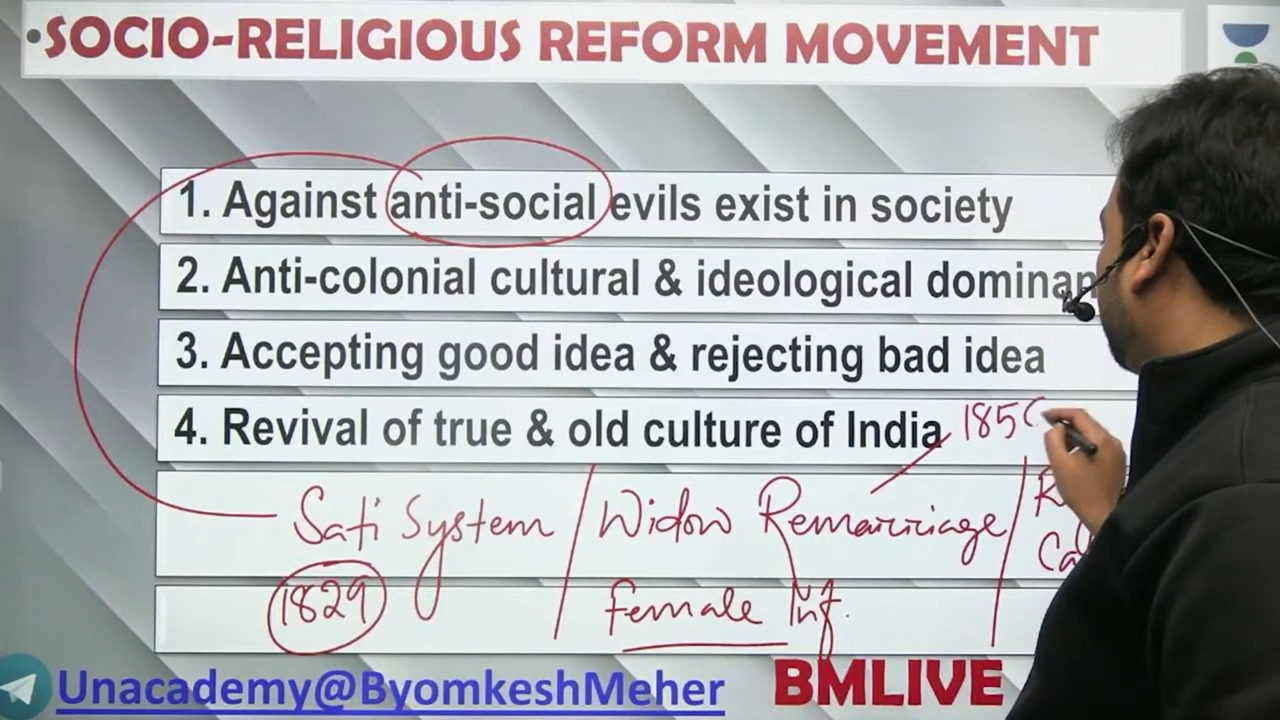 •SOCIO-RELIGIOUS REFORM MOVEMENT
1. Against anti-social evils exist in society
2. Anti-colonial cultural & ideological dominan
3. Accepting good idea & rejecting bad idea
4. Revival of true & old culture of India
185
Sati System / Widow Remarriage /
1829
Female Inf.
Unacademy@ByomkeshMeher
BMLIVE